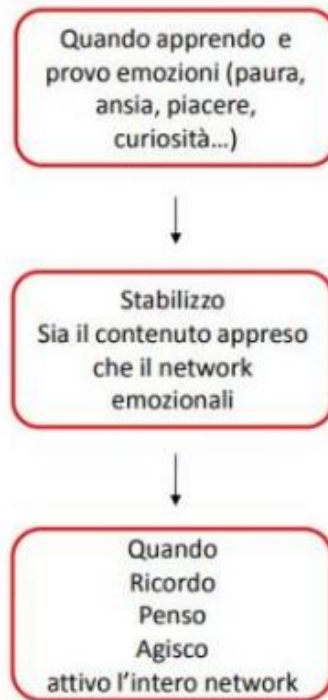 Quando apprendo e
provo emozioni (paura,
ansia, piacere,
curiosità...)
Stabilizzo
Sia il contenuto appreso
che il network
emozionali
Quando
Ricordo
Penso
Agisco
attivo l'intero network